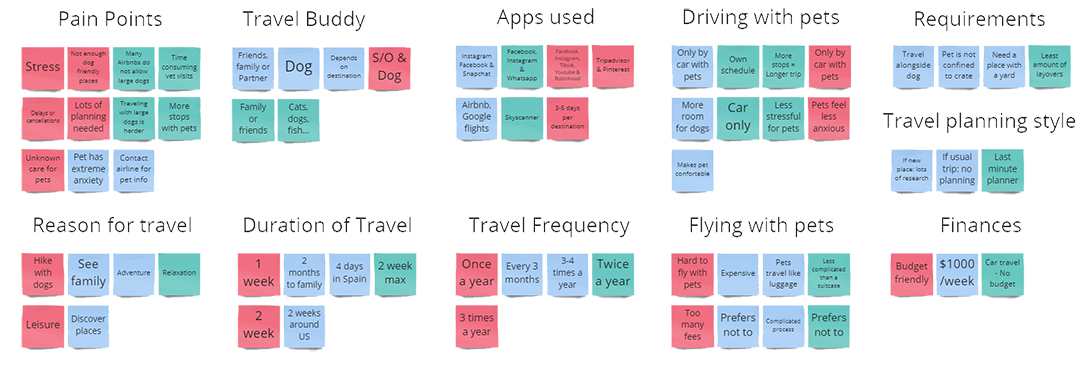 Pain Points
Stress
Not enough
dog
friendly
places
Many
Airbnbs do
not allow
large dogs
Time
consuming
vet visits
Delays or
cancellations
Lots of
planning
needed
Traveling
with large
dogs is
harder
More
stops
with pets
Unknown
care for
pets
Pet has
extreme
anxiety
Contact
airline for
pet info
Travel Buddy
Friends,
family or
Partner
Dog
Depends
on
destination
S/O &
Dog
Family
or
friends
Cats,
dogs,
fish...
Apps used
Instagram
Facebook &
Snapchat
Facebook,
Instagram
&
Whatsapp
Facebook,
Instagram,
Tiktok,
Youtube &
Robinhood
Tripadvisor
& Pinterest
Airbnb,
Google
flights
Skyscanner
3-5 days
per
destination
Driving with pets
Only by
car with
pets
Own
schedule
More
stops =
Longer trip
Only by
car with
pets
More
room
for dogs
Car
only
Less
stressful
for pets
Pets feel
less
anxious
Makes pet
confortable
Requirements
Travel
alongside
dog
Pet is not
confined
to crate
Need a
place with
a yard
Least
amount of
layovers
Travel planning style
If new
place: lots
of research
If usual
trip: no
planning
Last
minute
planner
Reason for travel
Hike
with
dogs
See
family
Adventure
Relaxation
Leisure
Discover
places
Duration of Travel
1
week
2
months
to family
4 days
in Spain
2 week
max
2
week
2 weeks
around
US
Travel Frequency
Once
a year
Every 3
months
3-4
times a
year
Twice
a year
3 times
a year
Flying with pets
Hard to
fly with
pets
Expensive
Pets
travel like
luggage
Less
complicated
than a
suitcase
Too
many
fees
Prefers
not to
Complicated
process
Prefers
not to
Finances
Budget
friendly
$1000
/week
Car travel
- No
budget